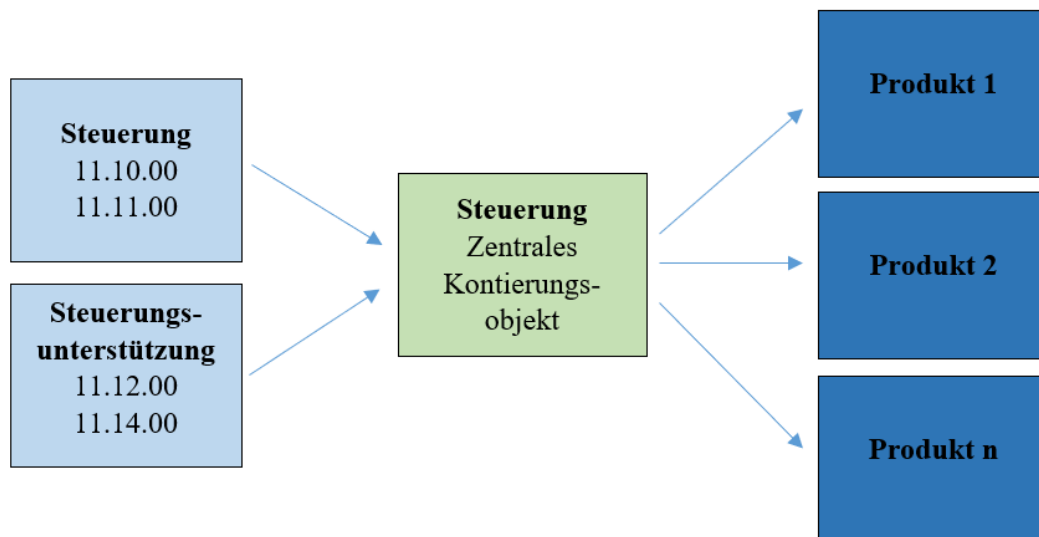 Steuerung
11.10.00
11.11.00
Steuerungs-
unterstützung
11.12.00
11.14.00
Steuerung
Zentrales
Kontierungs-
objekt
Produkt 1
Produkt 2
Produkt n